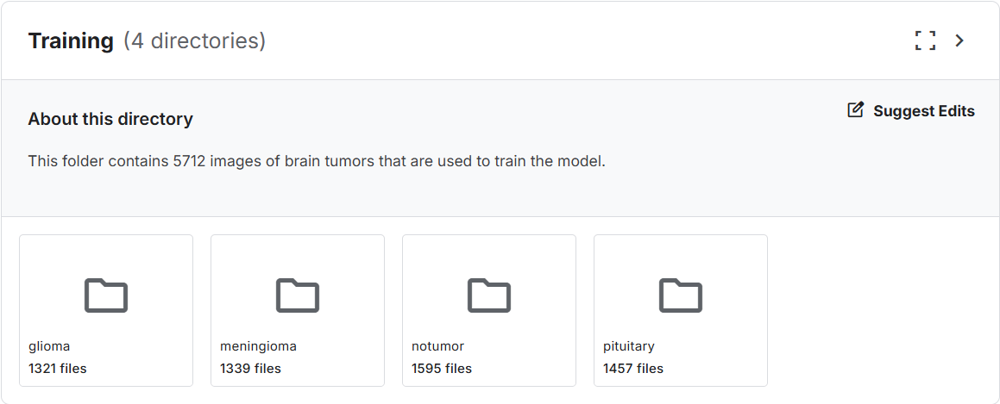 Training (4 directories)
About this directory
Suggest Edits
This folder contains 5712 images of brain tumors that are used to train the model.
glioma
1321 files
meningioma
1339 files
notumor
1595 files
pituitary
1457 files